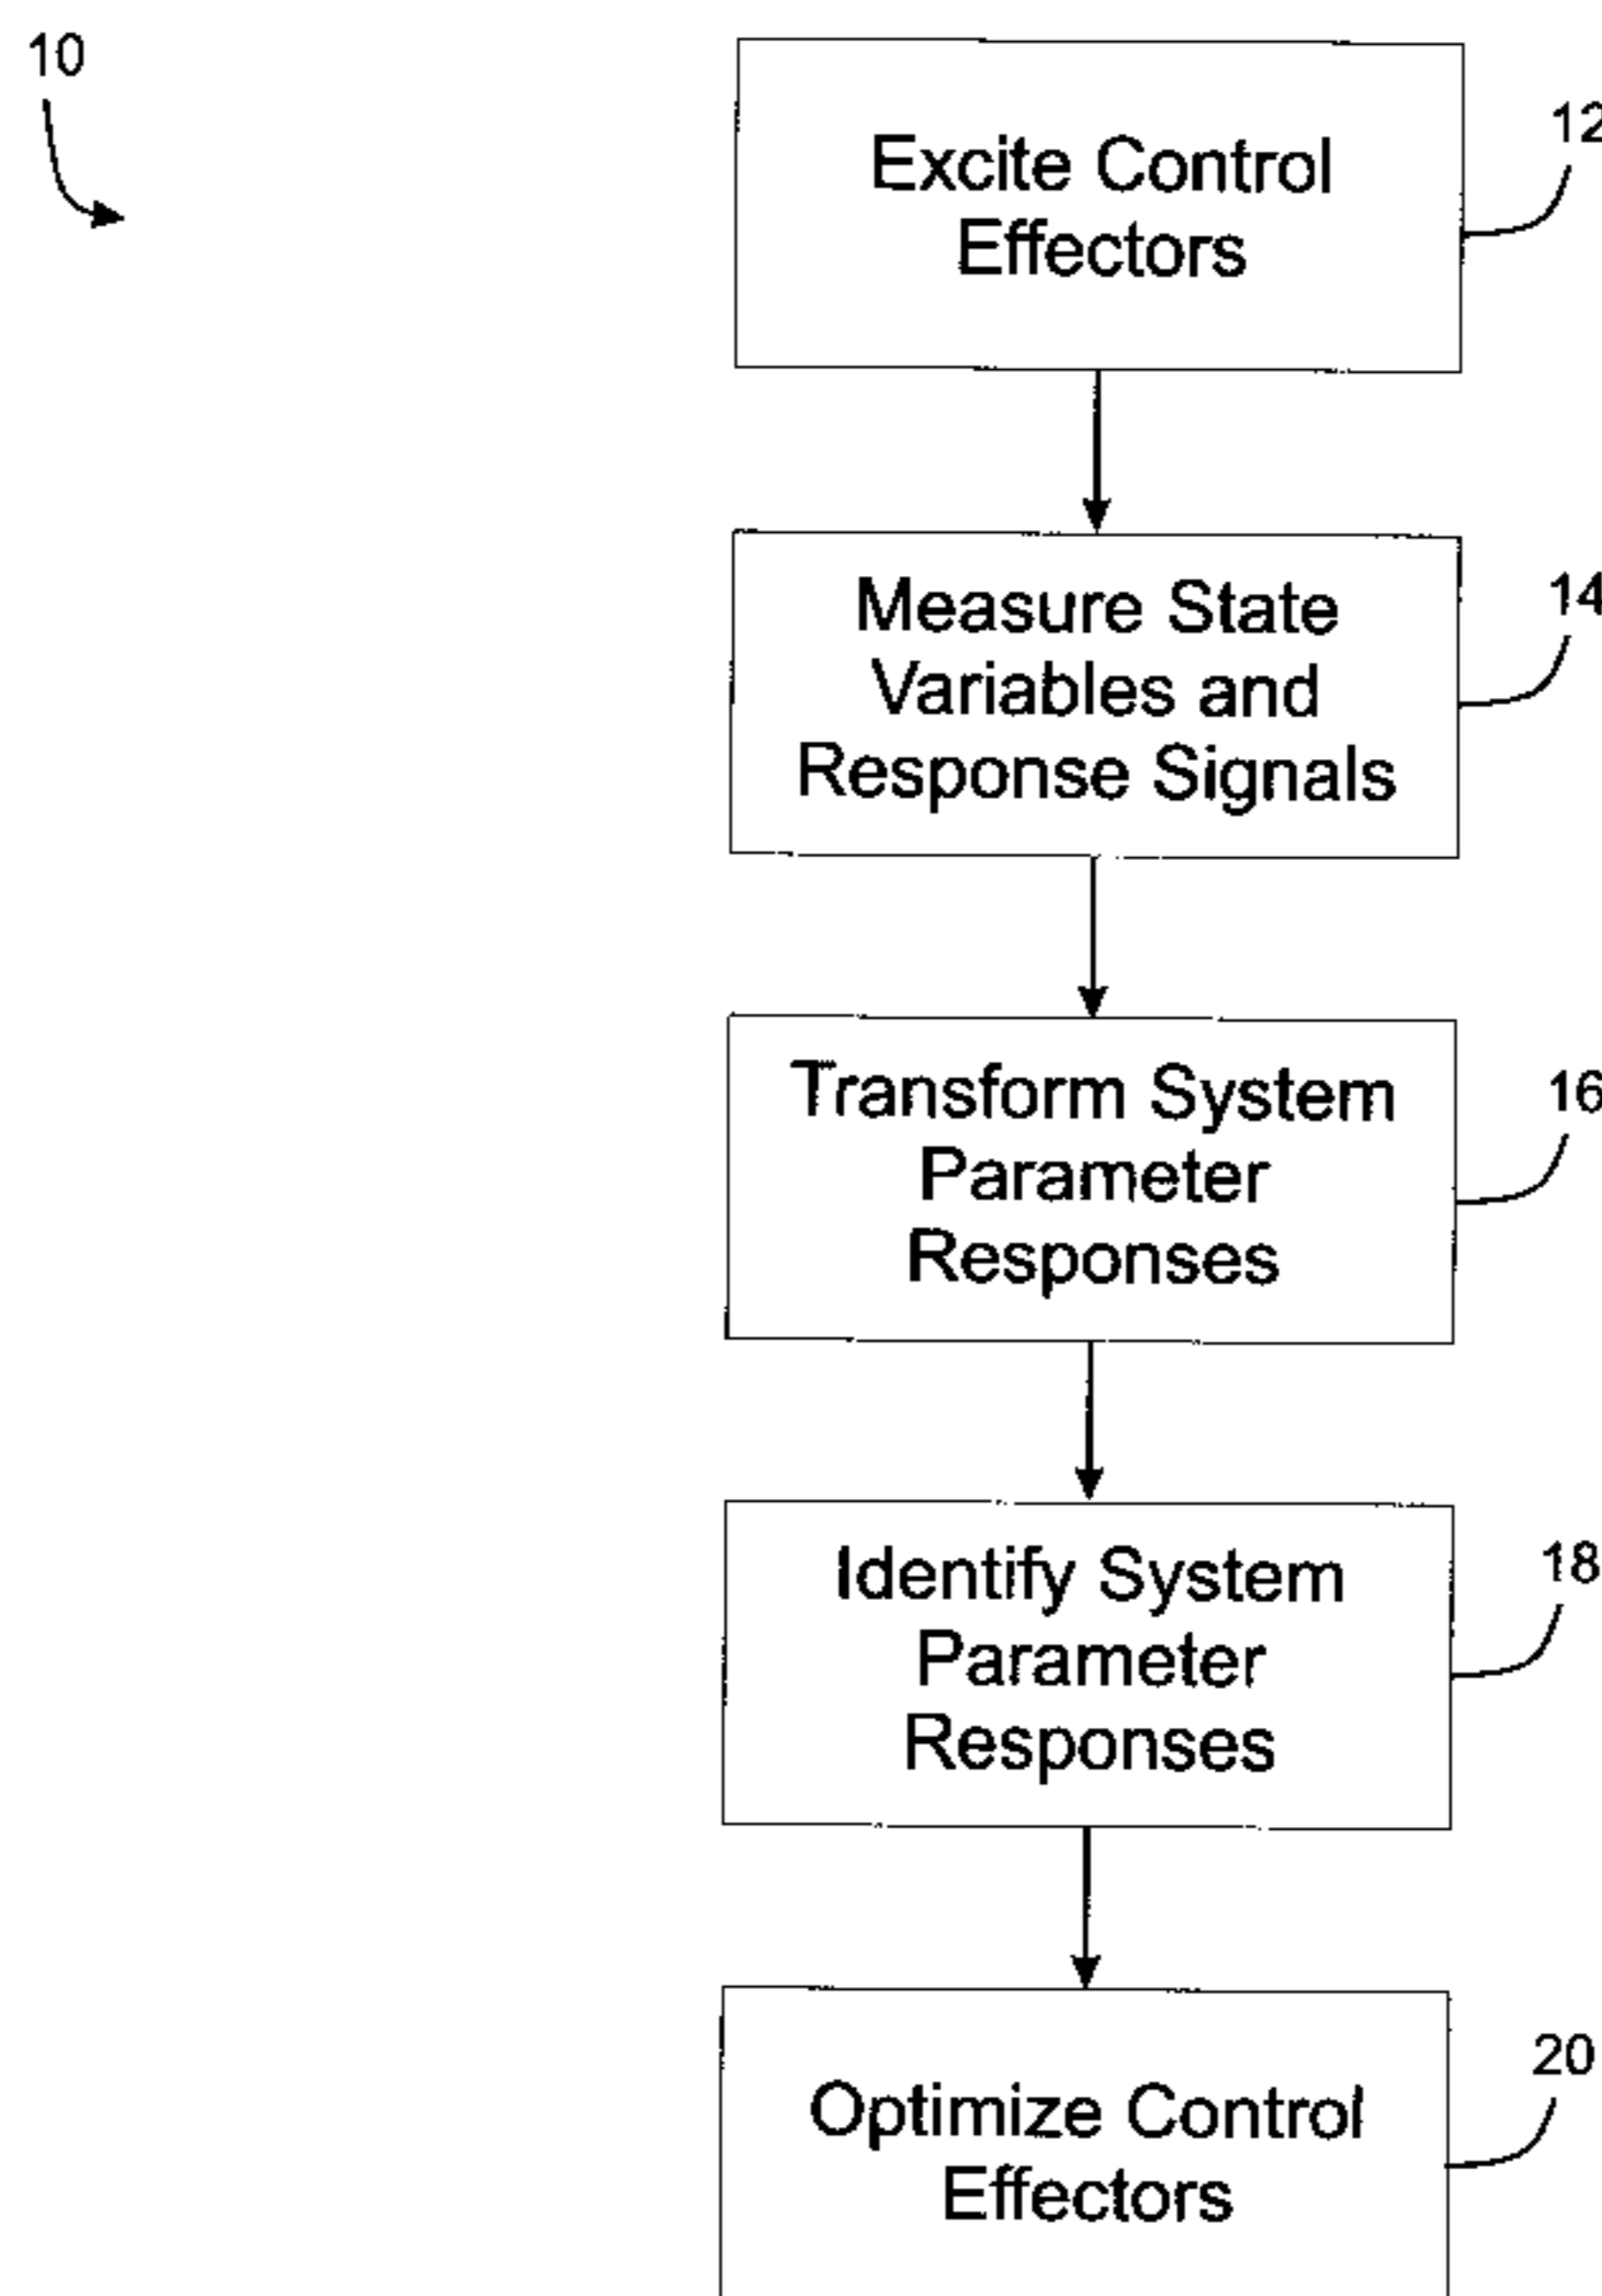 10
Excite Control
Effectors
12
Measure State
Variables and
Response Signals
14
Transform System
Parameter
Responses
16
Identify System
Parameter
Responses
18
Optimize Control
Effectors
20